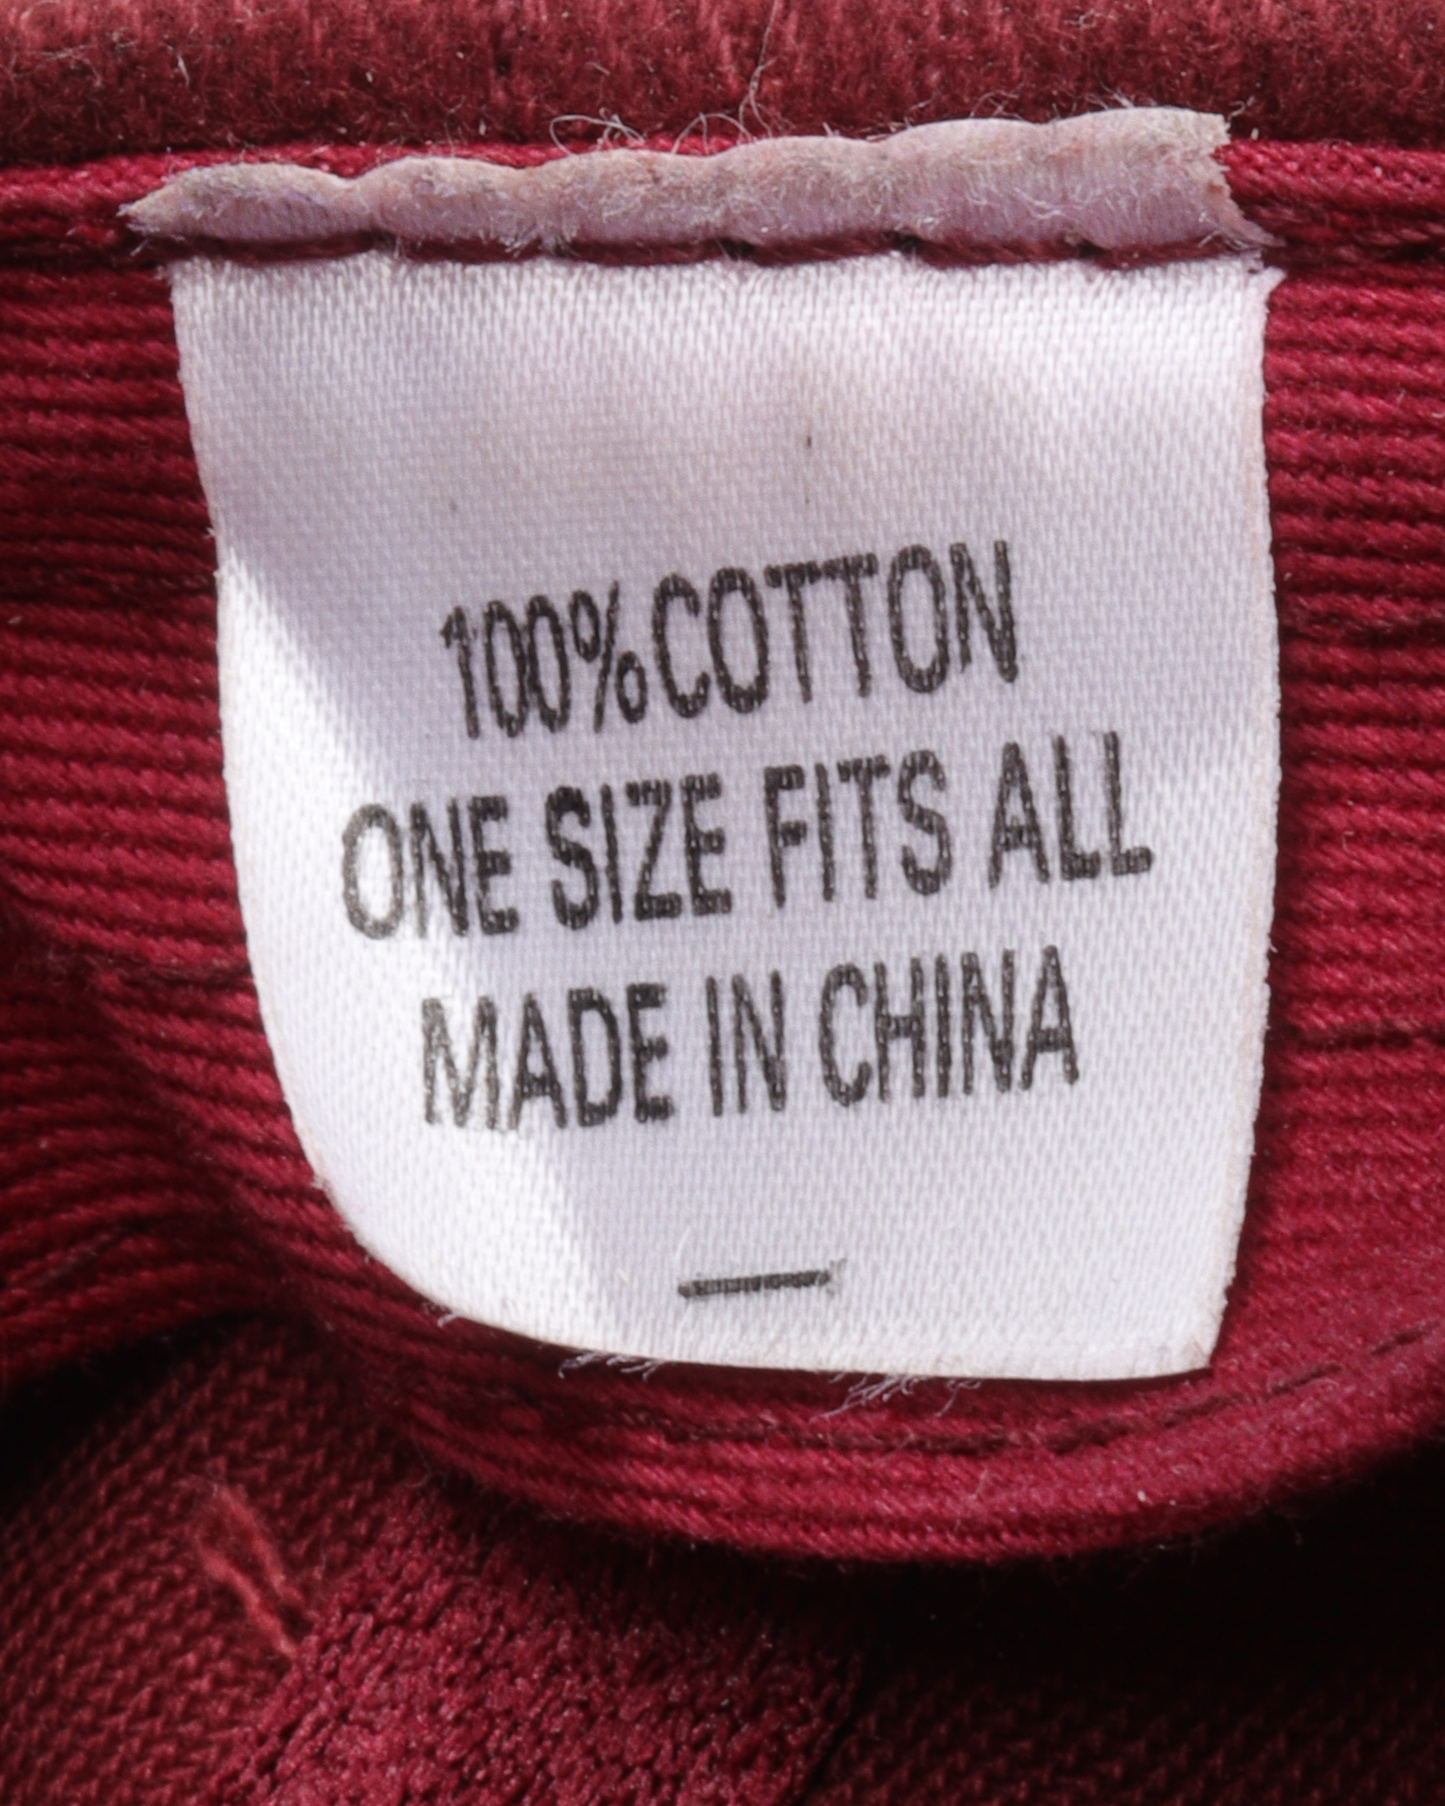 100%COTTON
ONE SIZE FITS ALL
MADE IN CHINA